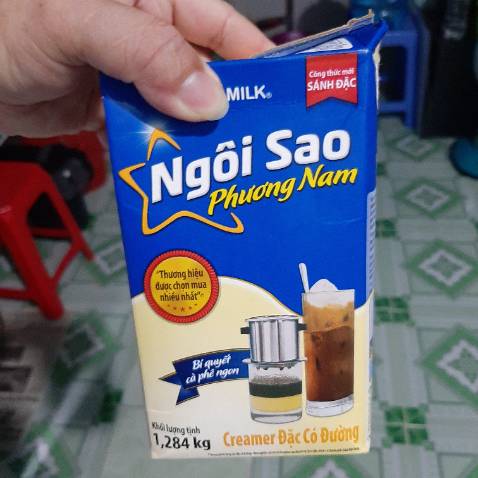 MILK®
Công thức mới
SÁNH ĐẶC
Ngôi Sao
Phương Nam
"Thương hiệu
được chọn mua
nhiều nhất"
Bí quyết
cà phê ngon
Khối lượng tịnh
1,284 kg
Creamer Đặc Có Đường